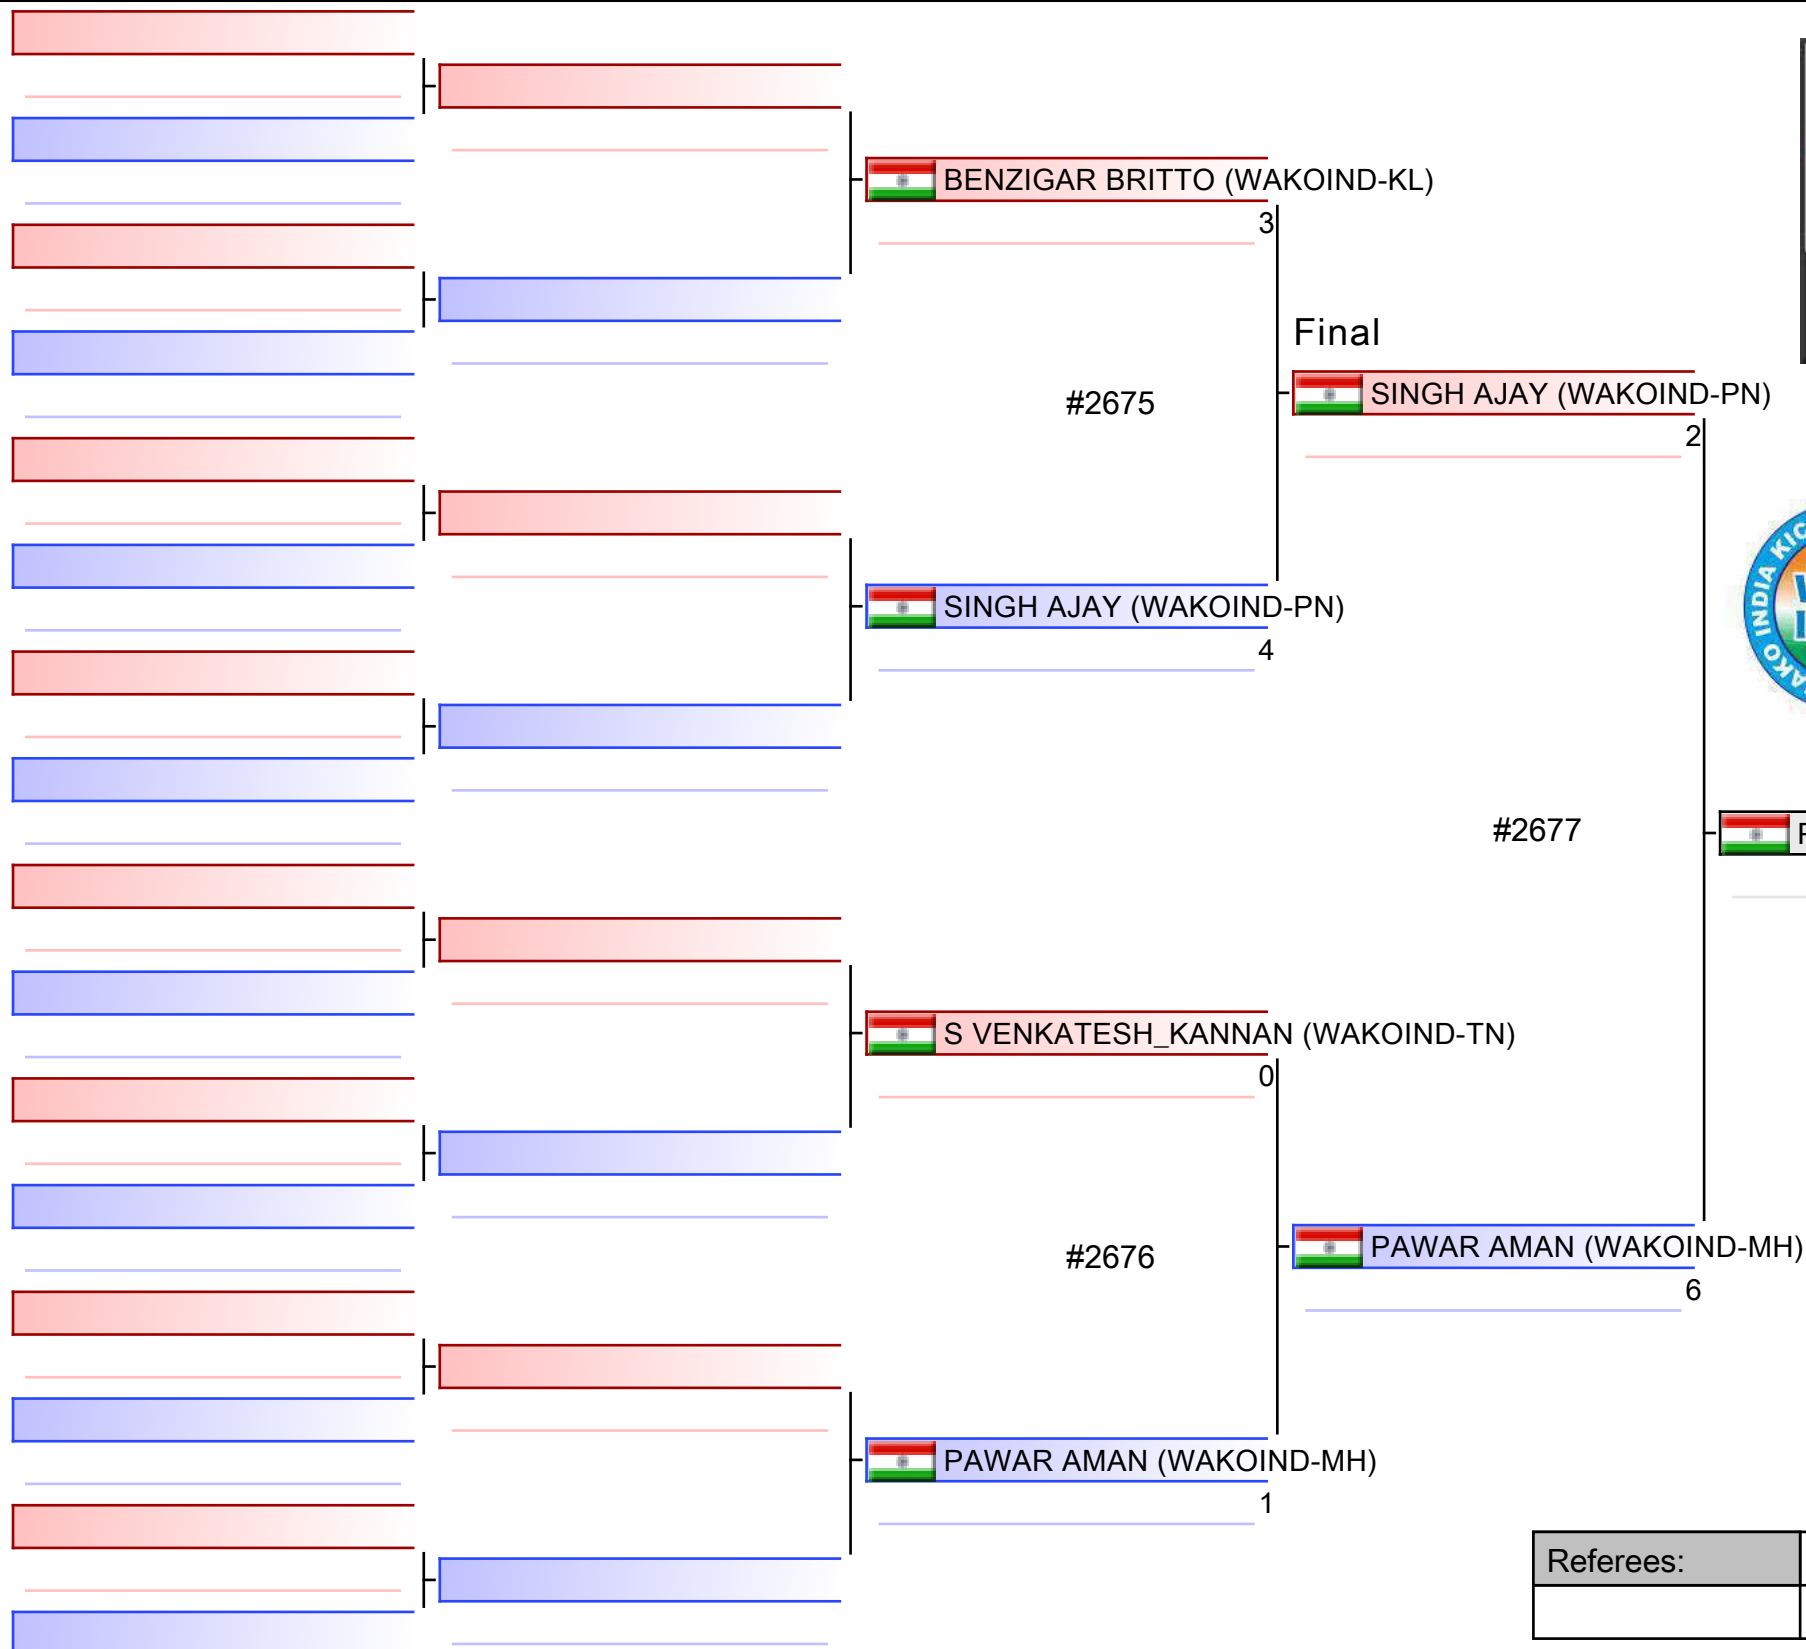 BENZIGAR BRITTO (WAKOIND-KL)
3
Final
#2675
SINGH AJAY (WAKOIND-PN)
2
SINGH AJAY (WAKOIND-PN)
4
#2677
S VENKATESH_KANNAN (WAKOIND-TN)
0
#2676
PAWAR AMAN (WAKOIND-MH)
6
PAWAR AMAN (WAKOIND-MH)
1
Referees:
INDIA